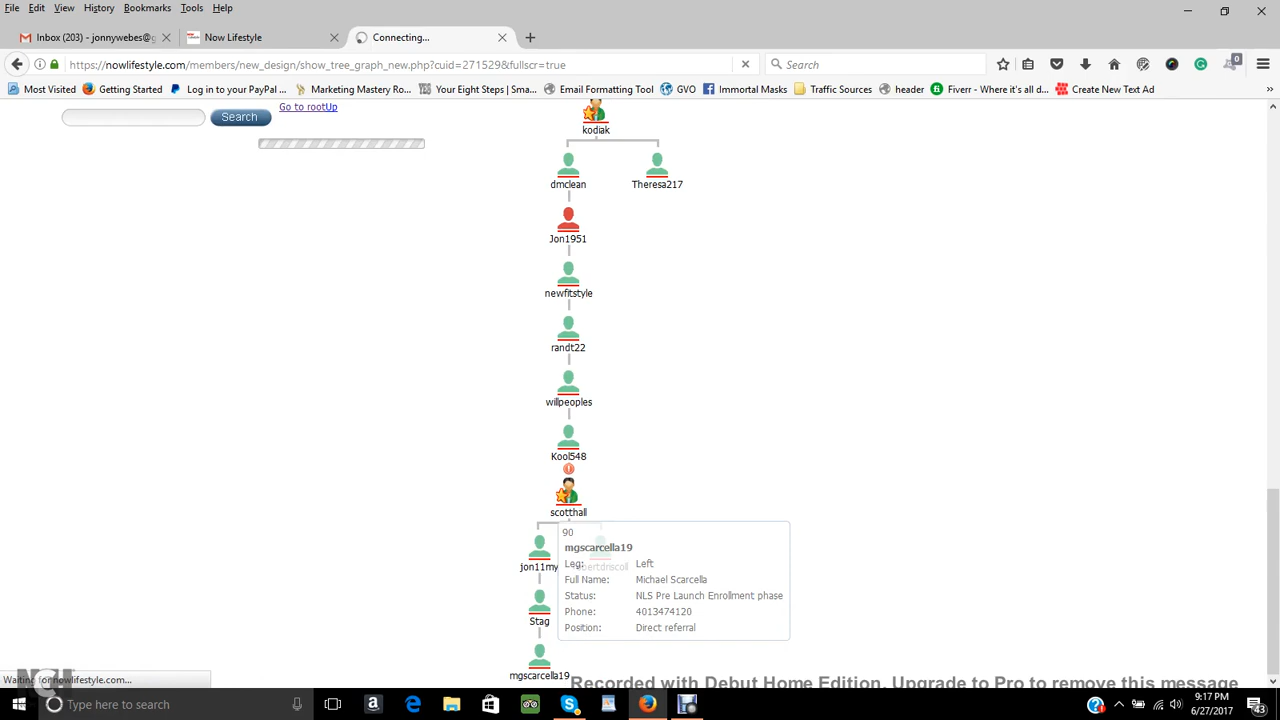 File Edit View History Bookmarks Tools Help
Inbox (203) - jonnywebes@g
Now Lifestyle
Connecting...
https://nowlifestyle.com/members/new_design/show_tree_graph_new.php?cuid=271529&fullscr=true
Search
0
Most Visited Getting Started Log in to your PayPal ... Marketing Mastery Ro... Your Eight Steps | Sma... Email Formatting Tool GVO Immortal Masks Traffic Sources header Fiverr - Where it's all d... Create New Text Ad
Search
Go to root Up
kodiak
dmclean Theresa217
Jon1951
newfitstyle
randt22
willpeoples
Kool548
scotthall
90
mgscarcella19
Leg: Left
jon11my
Full Name: Michael Scarcella
Status: NLS Pre Launch Enrollment phase
Phone: 4013474120
Stag
Position: Direct referral
mgscarcella19
Waiting for nowlifestyle.com...
NCH
Recorded with Debut Home Edition. Upgrade to Pro to remove this message
Type here to search
9:17 PM
6/27/2017
43